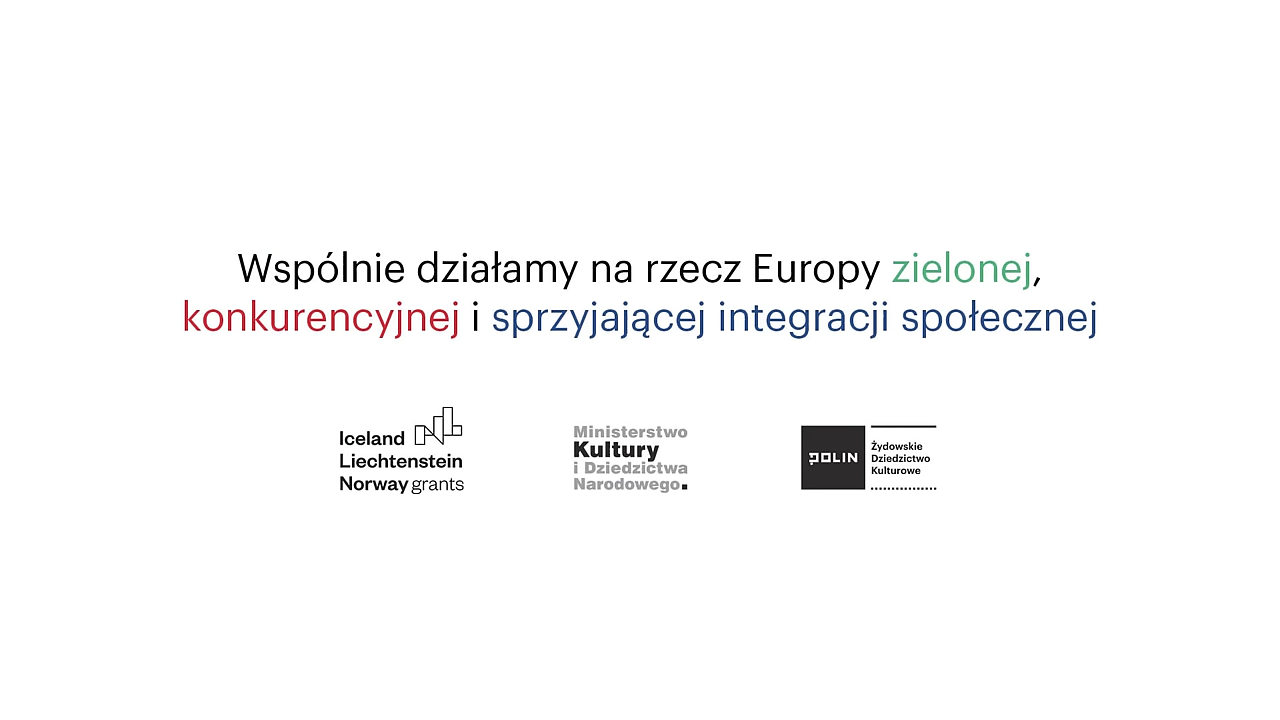 Wspólnie działamy na rzecz Europy zielonej,
konkurencyjnej i sprzyjającej integracji społecznej
Iceland
Liechtenstein
Norway grants
Ministerstwo
Kultury
i Dziedzictwa
Narodowego.
POLIN
Żydowskie
Dziedzictwo
Kulturowe